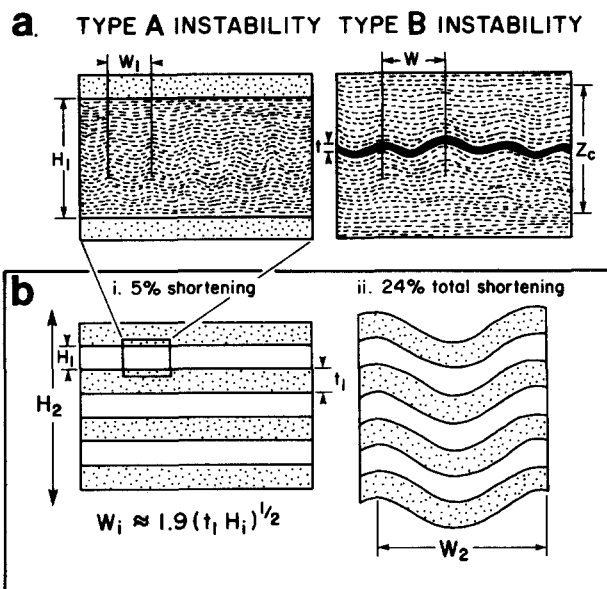 a. TYPE A INSTABILITY TYPE B INSTABILITY
W₁
W
H₁
t
Zc
b
i. 5% shortening
ii. 24% total shortening
H₁
t₁
H₂
Wᵢ ≈ 1.9 (t₁ Hᵢ)^1/2
W₂